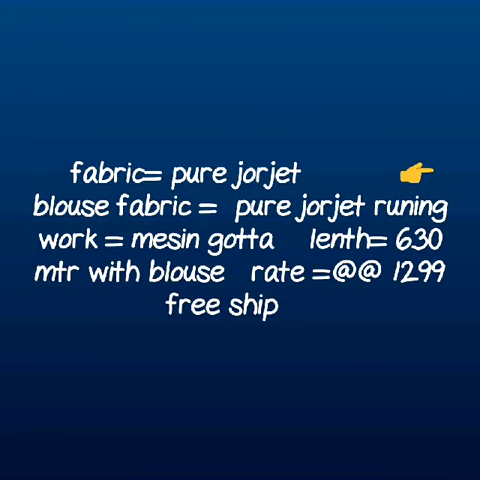 fabric= pure jorjet 👉
blouse fabric = pure jorjet runing
work = mesin gotta lenth= 630
mtr with blouse rate =@@ 1299
free ship